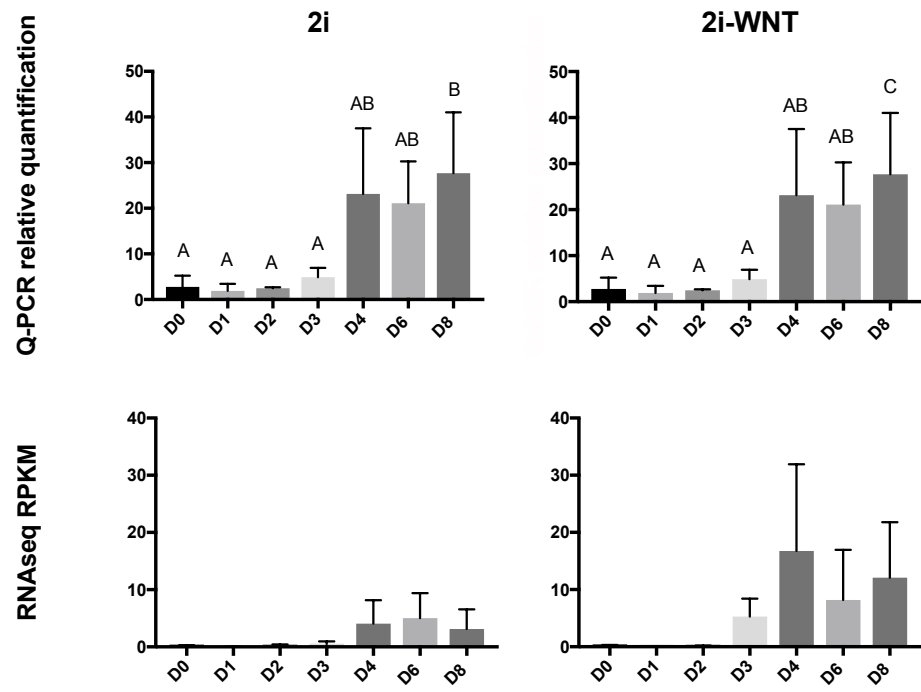 2i
2i-WNT
Q-PCR relative quantification
50
40
30
20
10
0
A
A
A
A
AB
AB
B
D0
D1
D2
D3
D4
D6
D8
50
40
30
20
10
0
A
A
A
A
AB
AB
C
D0
D1
D2
D3
D4
D6
D8
RNAseq RPKM
40
30
20
10
0
D0
D1
D2
D3
D4
D6
D8
40
30
20
10
0
D0
D1
D2
D3
D4
D6
D8